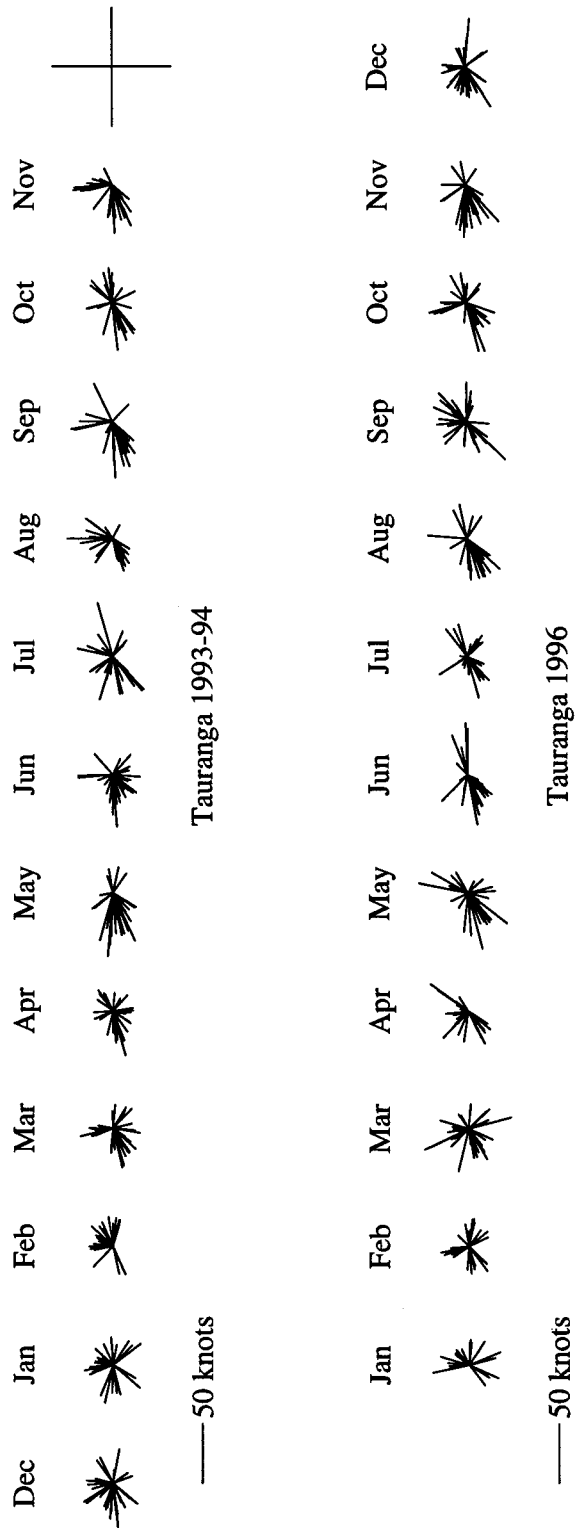 Dec Jan Feb Mar Apr May Jun Jul Aug Sep Oct Nov
50 knots
Tauranga 1993-94
Jan Feb Mar Apr May Jun Jul Aug Sep Oct Nov Dec
50 knots
Tauranga 1996